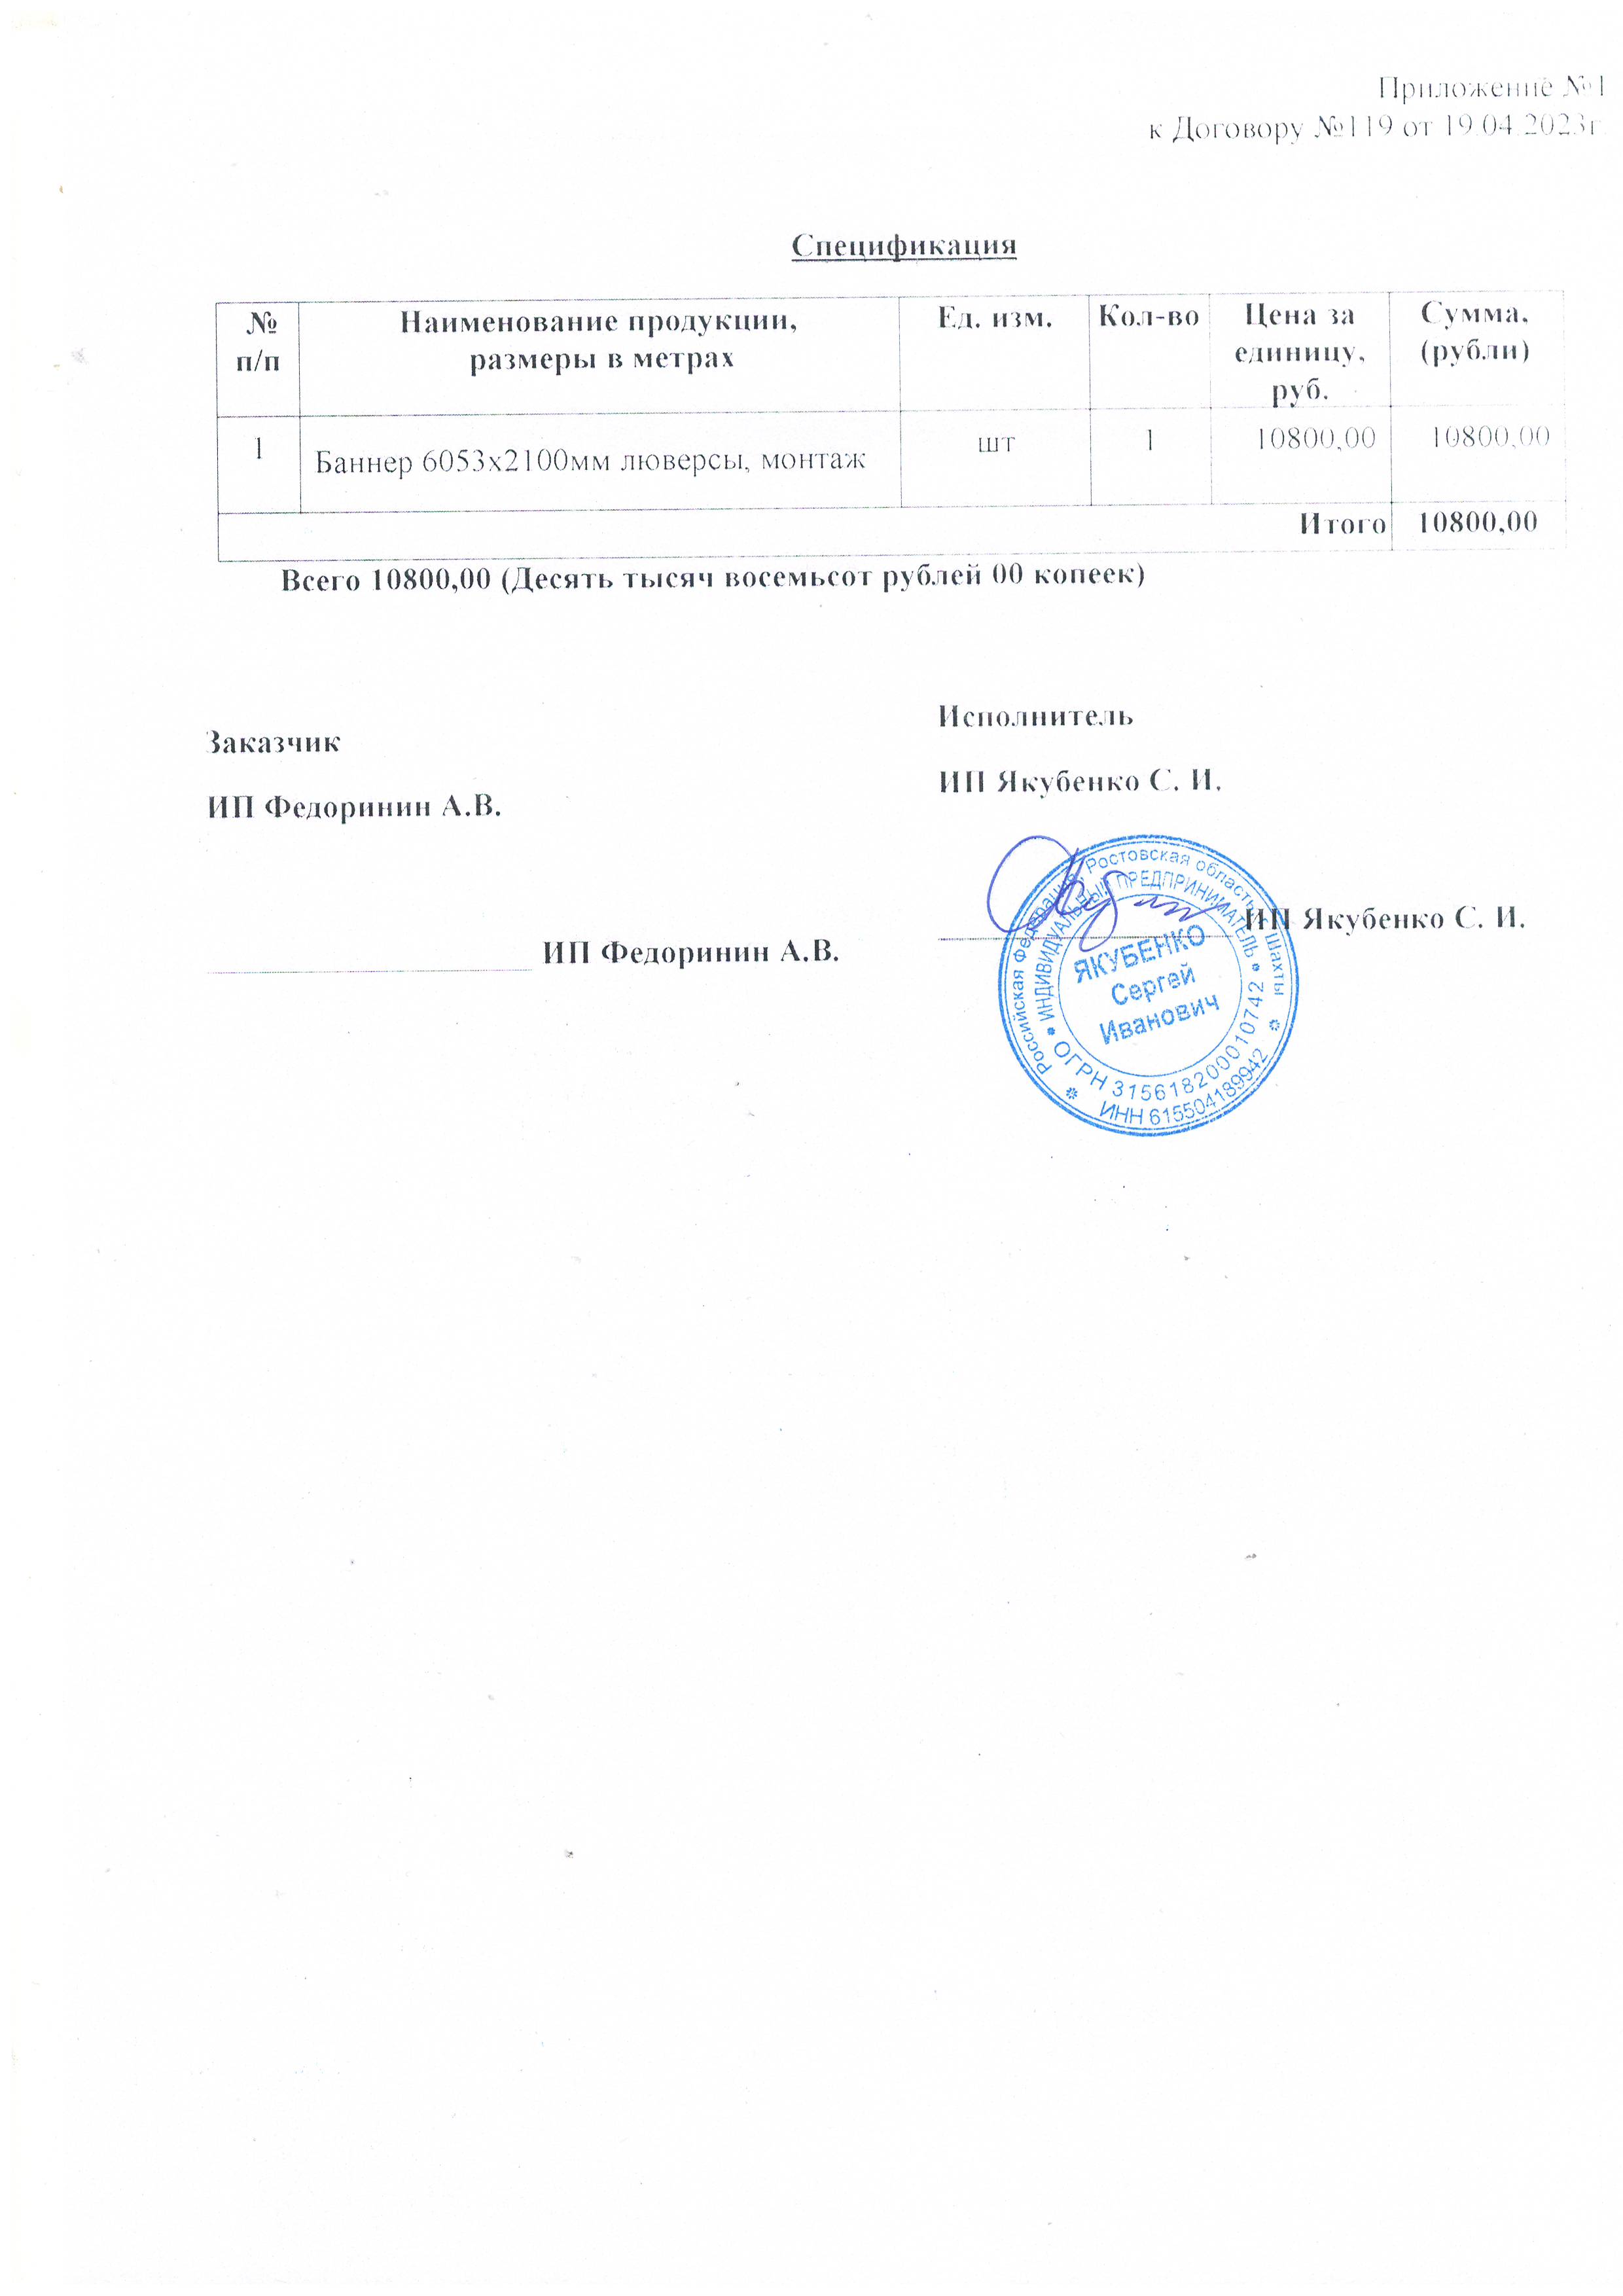 Приложение №1
к Договору №119 от 19.04.2023г.
Спецификация
№ п/п Наименование продукции, размеры в метрах Ед. изм. Кол-во Цена за единицу, руб. Сумма, (рубли)
1 Баннер 6053х2100мм люверсы, монтаж шт 1 10800,00 10800,00
Итого 10800,00
Всего 10800,00 (Десять тысяч восемьсот рублей 00 копеек)
Заказчик
ИП Федоринин А.В.
ИП Федоринин А.В.
Исполнитель
ИП Якубенко С. И.
ИП Якубенко С. И.
Российская Федерация, Ростовская область, г. Шахты
ИНДИВИДУАЛЬНЫЙ ПРЕДПРИНИМАТЕЛЬ
ЯКУБЕНКО
Сергей
Иванович
ОГРН 315618200010742
ИНН 615504189942